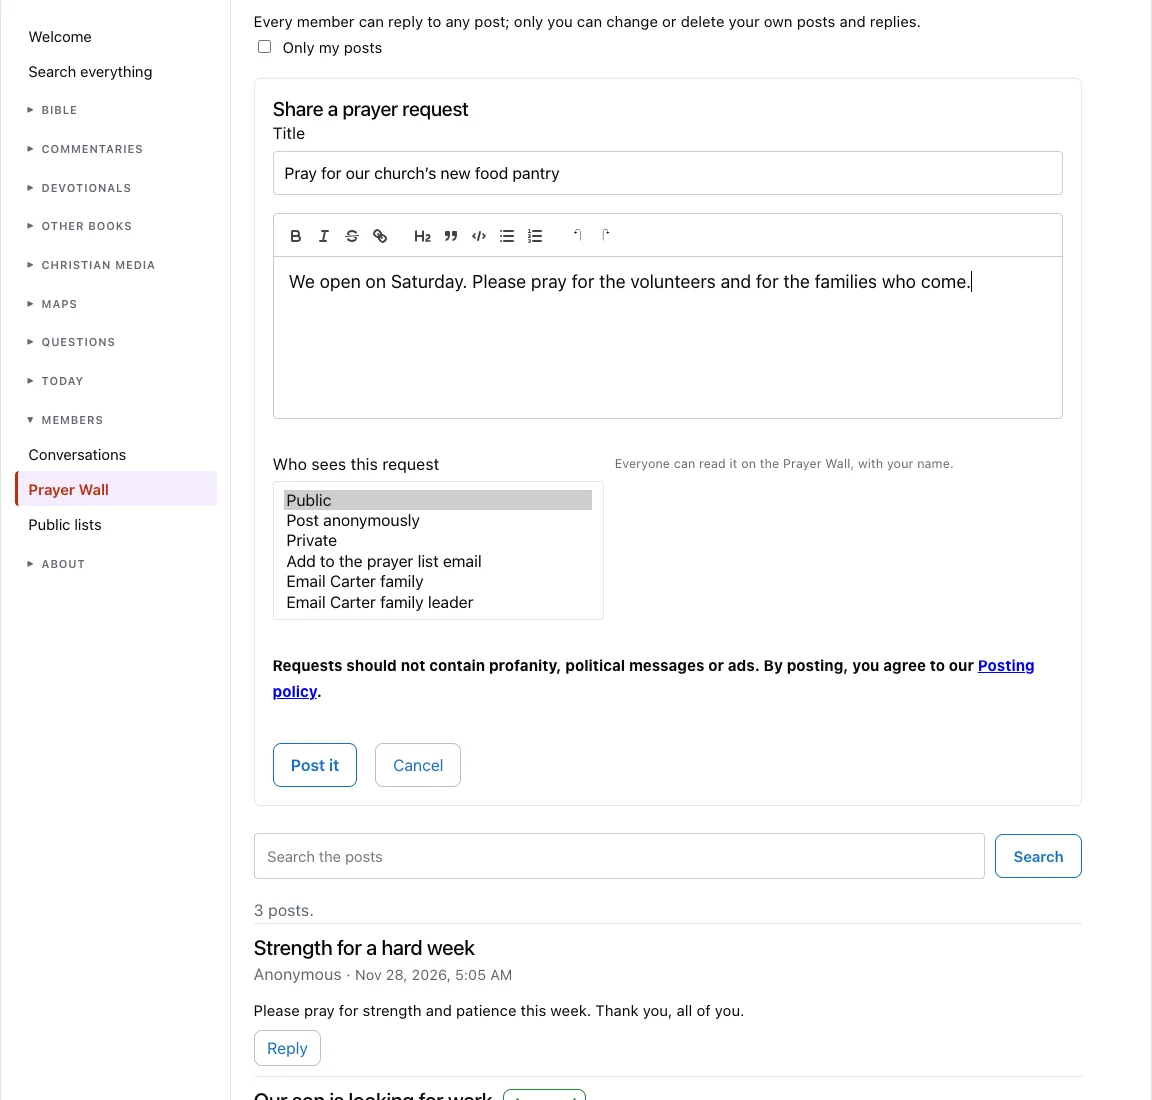 Every member can reply to any post; only you can change or delete your own posts and replies.
Only my posts
Welcome
Search everything
BIBLE
COMMENTARIES
DEVOTIONALS
OTHER BOOKS
CHRISTIAN MEDIA
MAPS
QUESTIONS
TODAY
MEMBERS
Conversations
Prayer Wall
Public lists
ABOUT
Share a prayer request
Title
Pray for our church's new food pantry
B I S H2
We open on Saturday. Please pray for the volunteers and for the families who come.
Who sees this request
Everyone can read it on the Prayer Wall, with your name.
Public
Post anonymously
Private
Add to the prayer list email
Email Carter family
Email Carter family leader
Requests should not contain profanity, political messages or ads. By posting, you agree to our Posting
policy.
Post it
Cancel
Search the posts
Search
3 posts.
Strength for a hard week
Anonymous · Nov 28, 2026, 5:05 AM
Please pray for strength and patience this week. Thank you, all of you.
Reply
Our son is looking for work